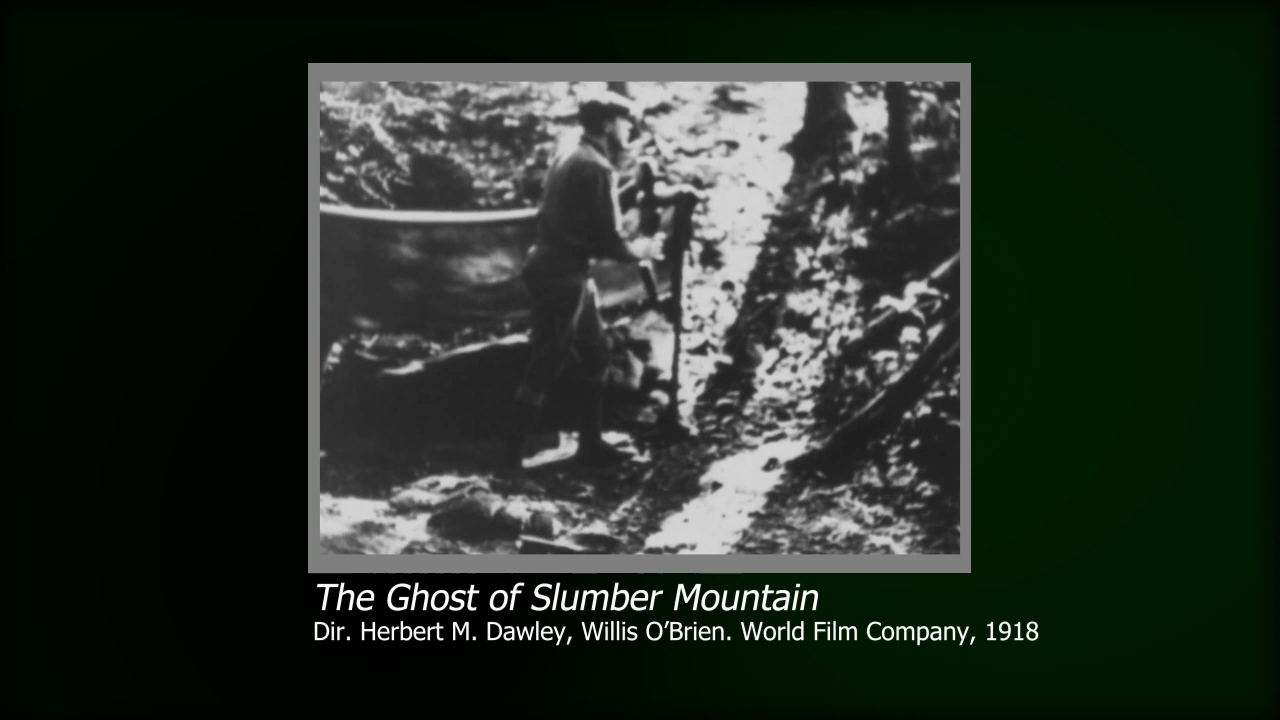 The Ghost of Slumber Mountain
Dir. Herbert M. Dawley, Willis O’Brien. World Film Company, 1918